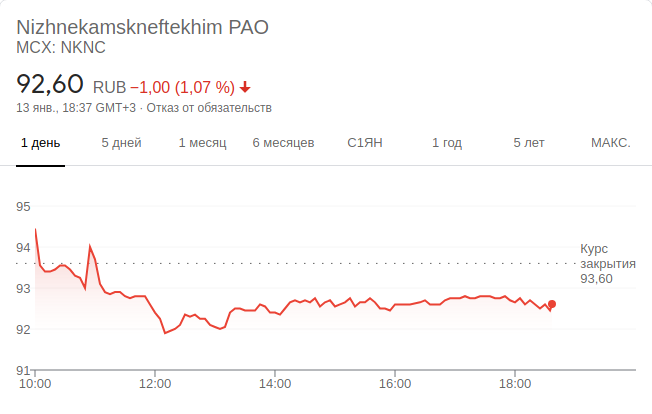 Nizhnekamskneftekhim PAO
MCX: NKNC
92,60 RUB −1,00 (1,07 %)
13 янв., 18:37 GMT+3 · Отказ от обязательств
1 день 5 дней 1 месяц 6 месяцев С1ЯН 1 год 5 лет МАКС.
95
94
93
92
91
Курс
закрытия
93,60
10:00 12:00 14:00 16:00 18:00